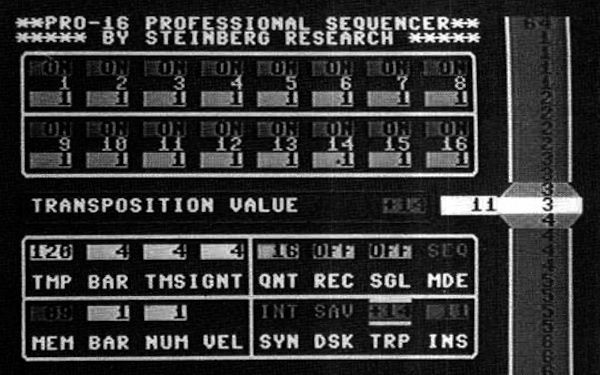 **PRO-16 PROFESSIONAL SEQUENCER**
***** BY STEINBERG RESEARCH *****
ON ON ON ON ON ON ON ON
1 2 3 4 5 6 7 8
1 1 1 1 1 1 1 1
ON ON ON ON ON ON ON ON
9 10 11 12 13 14 15 16
1 1 1 1 1 1 1 1
TRANSPOSITION VALUE 11 3
4 4 4 16 OFF OFF SEQ
TMP BAR TMSIGNT QNT REC SGL MDE
1 1 INT SAV
MEM BAR NUM VEL SYN DSK TRP INS